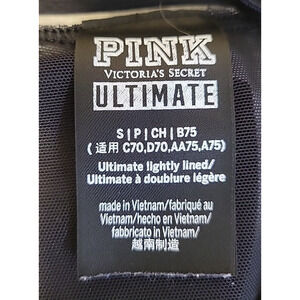 PINK
VICTORIA'S SECRET
ULTIMATE
S|P|CH|B75
(适用 C70,D70,AA75,A75)
Ultimate lightly lined/
Ultimate à doublure légère
made in Vietnam/fabriqué au
Vietnam/hecho en Vietnam/
fabbricato in Vietnam/
越南制造